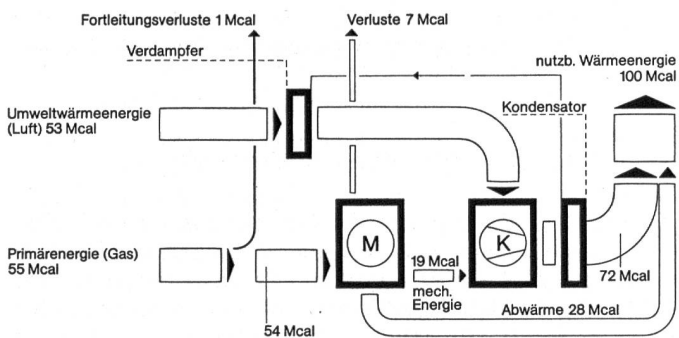 Fortleitungsverluste 1 Mcal
Verluste 7 Mcal
Verdampfer
nutzb. Wärmeenergie
100 Mcal
Umweltwärmeenergie
(Luft) 53 Mcal
Kondensator
Primärenergie (Gas)
55 Mcal
M
K
19 Mcal
mech.
Energie
72 Mcal
54 Mcal
Abwärme 28 Mcal